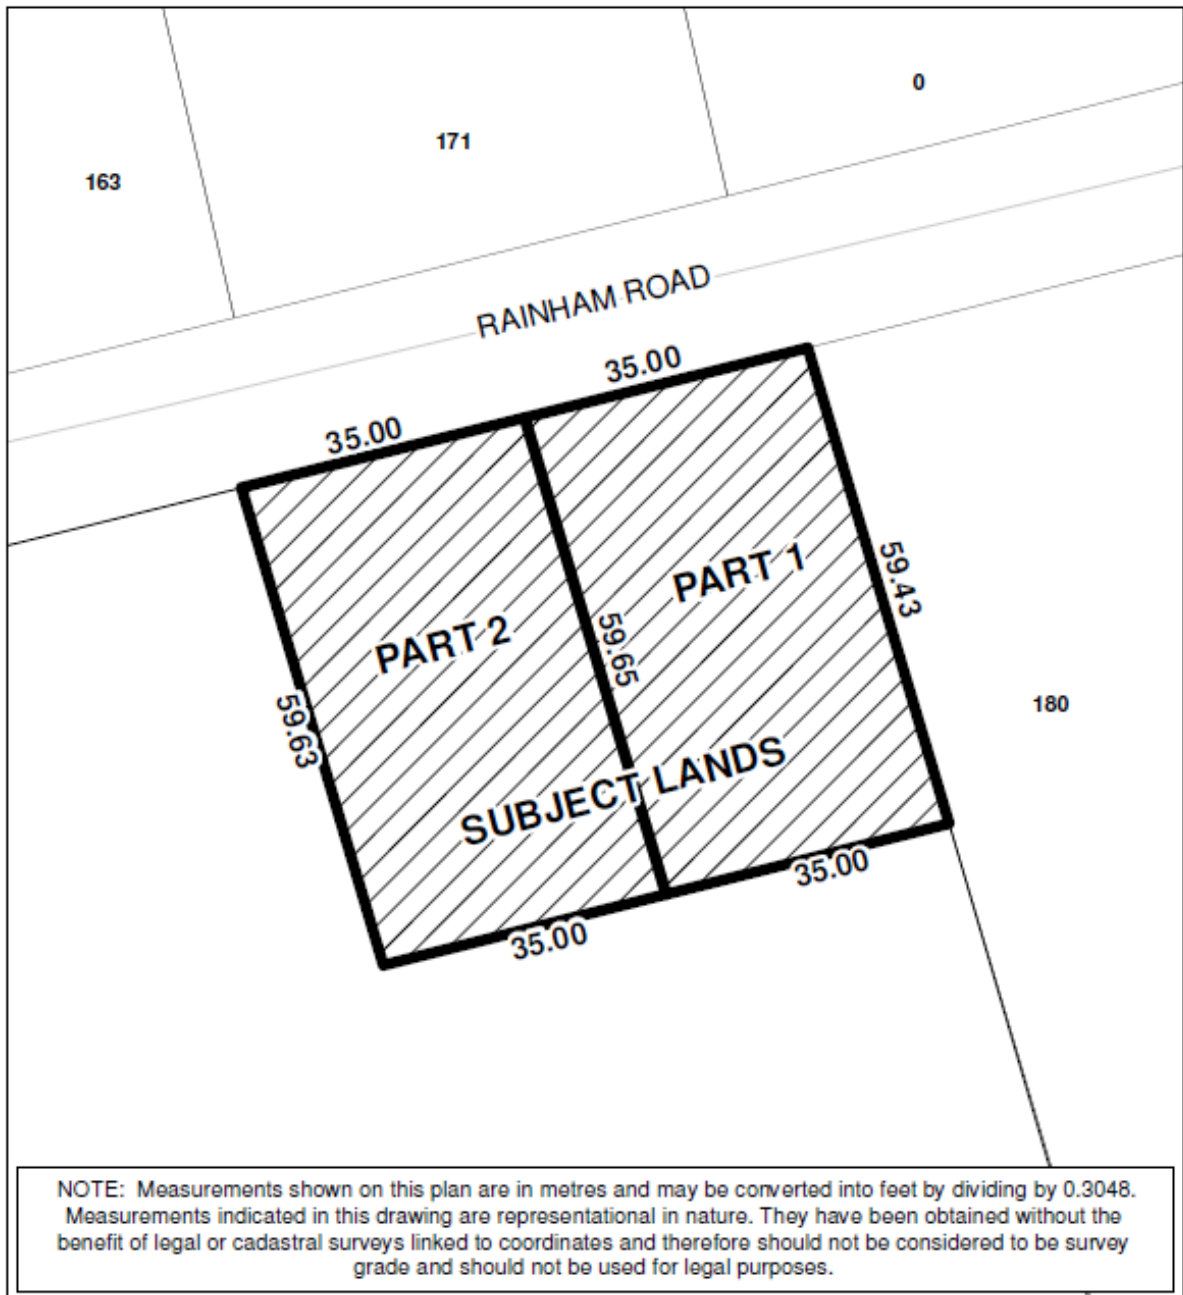 0
171
163
RAINHAM ROAD
35.00
35.00
PART 1
59.43
PART 2
59.65
180
59.63
SUBJECT LANDS
35.00
35.00
NOTE: Measurements shown on this plan are in metres and may be converted into feet by dividing by 0.3048.
Measurements indicated in this drawing are representational in nature. They have been obtained without the
benefit of legal or cadastral surveys linked to coordinates and therefore should not be considered to be survey
grade and should not be used for legal purposes.